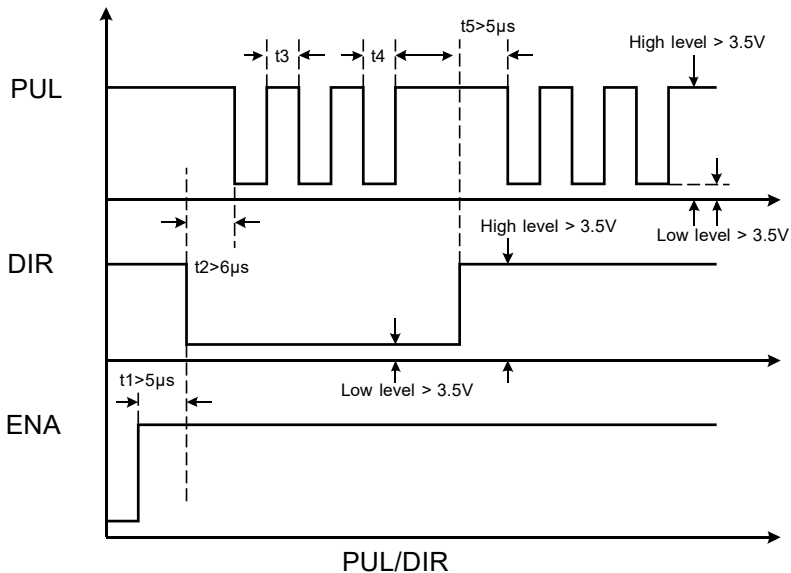 t5>5μs
High level > 3.5V
t3
t4
PUL
High level > 3.5V
Low level > 3.5V
DIR
t2>6μs
t1>5μs
Low level > 3.5V
ENA
PUL/DIR